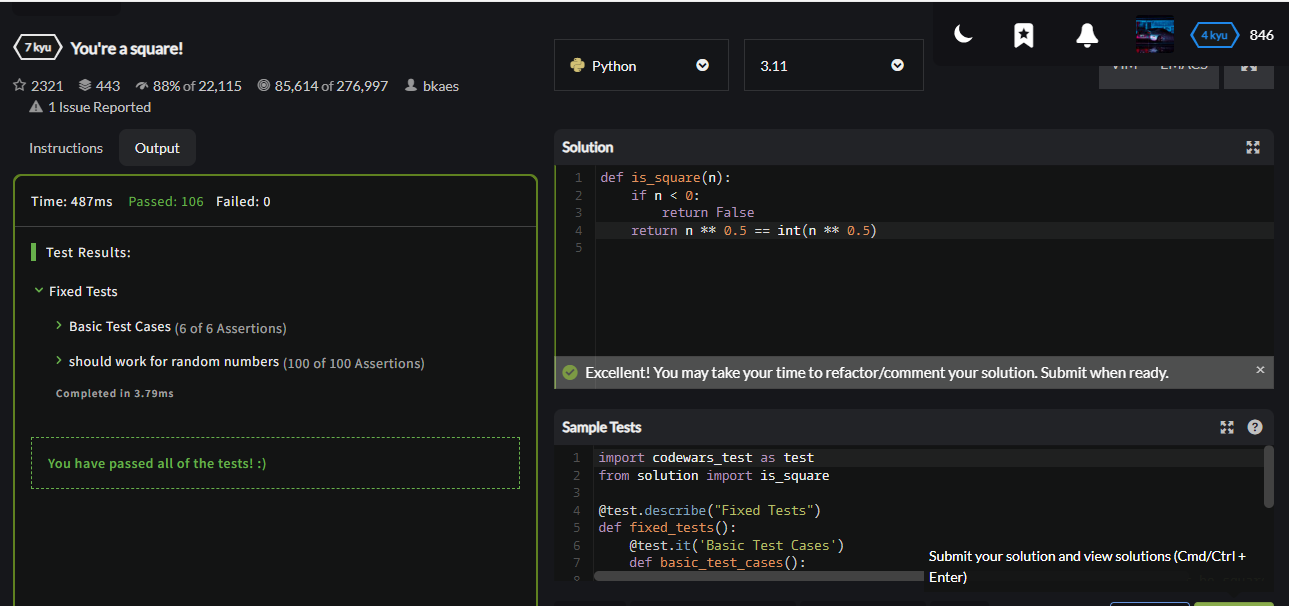 7 kyu You're a square!
2321 443 88% of 22,115 85,614 of 276,997 bkaes
1 Issue Reported
Instructions Output
Time: 487ms Passed: 106 Failed: 0
Test Results:
Fixed Tests
Basic Test Cases (6 of 6 Assertions)
should work for random numbers (100 of 100 Assertions)
Completed in 3.79ms
You have passed all of the tests! :)
4 kyu 846
Python 3.11
VIM EMACS
Solution
1 def is_square(n):
2 if n < 0:
3 return False
4 return n ** 0.5 == int(n ** 0.5)
5
Excellent! You may take your time to refactor/comment your solution. Submit when ready. ×
Sample Tests ?
1 import codewars_test as test
2 from solution import is_square
3
4 @test.describe("Fixed Tests")
5 def fixed_tests():
6 @test.it('Basic Test Cases')
7 def basic_test_cases():
8
Submit your solution and view solutions (Cmd/Ctrl +
Enter)